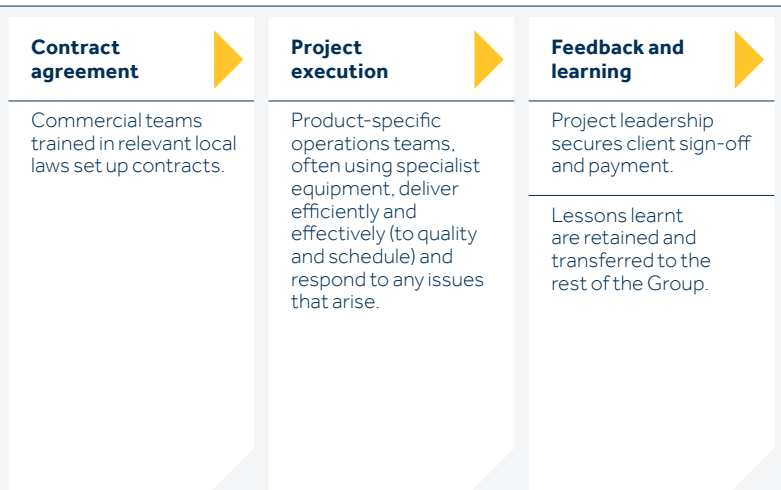 Contract
agreement
Commercial teams
trained in relevant local
laws set up contracts.
Project
execution
Product-specific
operations teams,
often using specialist
equipment, deliver
efficiently and
effectively (to quality
and schedule) and
respond to any issues
that arise.
Feedback and
learning
Project leadership
secures client sign-off
and payment.
Lessons learnt
are retained and
transferred to the
rest of the Group.